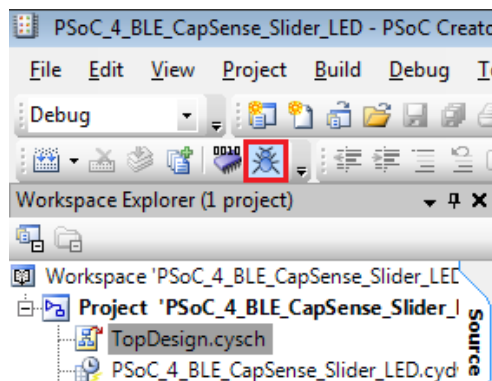 PSoC_4_BLE_CapSense_Slider_LED - PSoC Creato
File Edit View Project Build Debug
Debug
0010
Workspace Explorer (1 project)
Workspace 'PSoC_4_BLE_CapSense_Slider_LED
Project 'PSoC_4_BLE_CapSense_Slider_
TopDesign.cysch
PSoC_4_BLE_CapSense_Slider_LED.cyd
Source